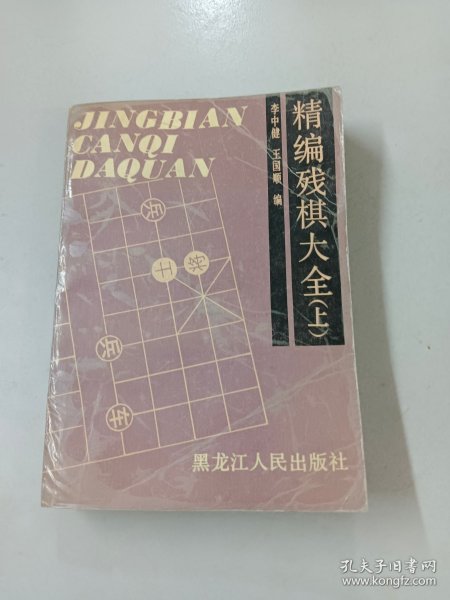 JINGBIAN
CANQI
DAQUAN
精编残棋大全(上)
李中健 王国顺 编
兵
士
将
兵
车
黑龙江人民出版社
孔夫子旧书网
www.kongfz.com